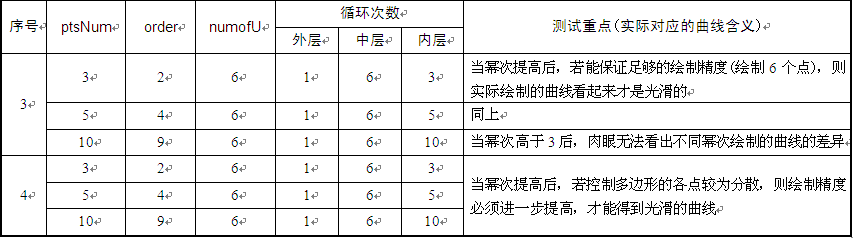 序号 ptsNum order numofU 循环次数 测试重点(实际对应的曲线含义)
外层 中层 内层
3 3 2 6 1 6 3 当幂次提高后，若能保证足够的绘制精度(绘制 6 个点)，则
实际绘制的曲线看起来才是光滑的
5 4 6 1 6 5 同上
10 9 6 1 6 10 当幂次高于 3 后，肉眼无法看出不同幂次绘制的曲线的差异
4 3 2 6 1 6 3 当幂次提高后，若控制多边形的各点较为分散，则绘制精度
5 4 6 1 6 5 必须进一步提高，才能得到光滑的曲线
10 9 6 1 6 10